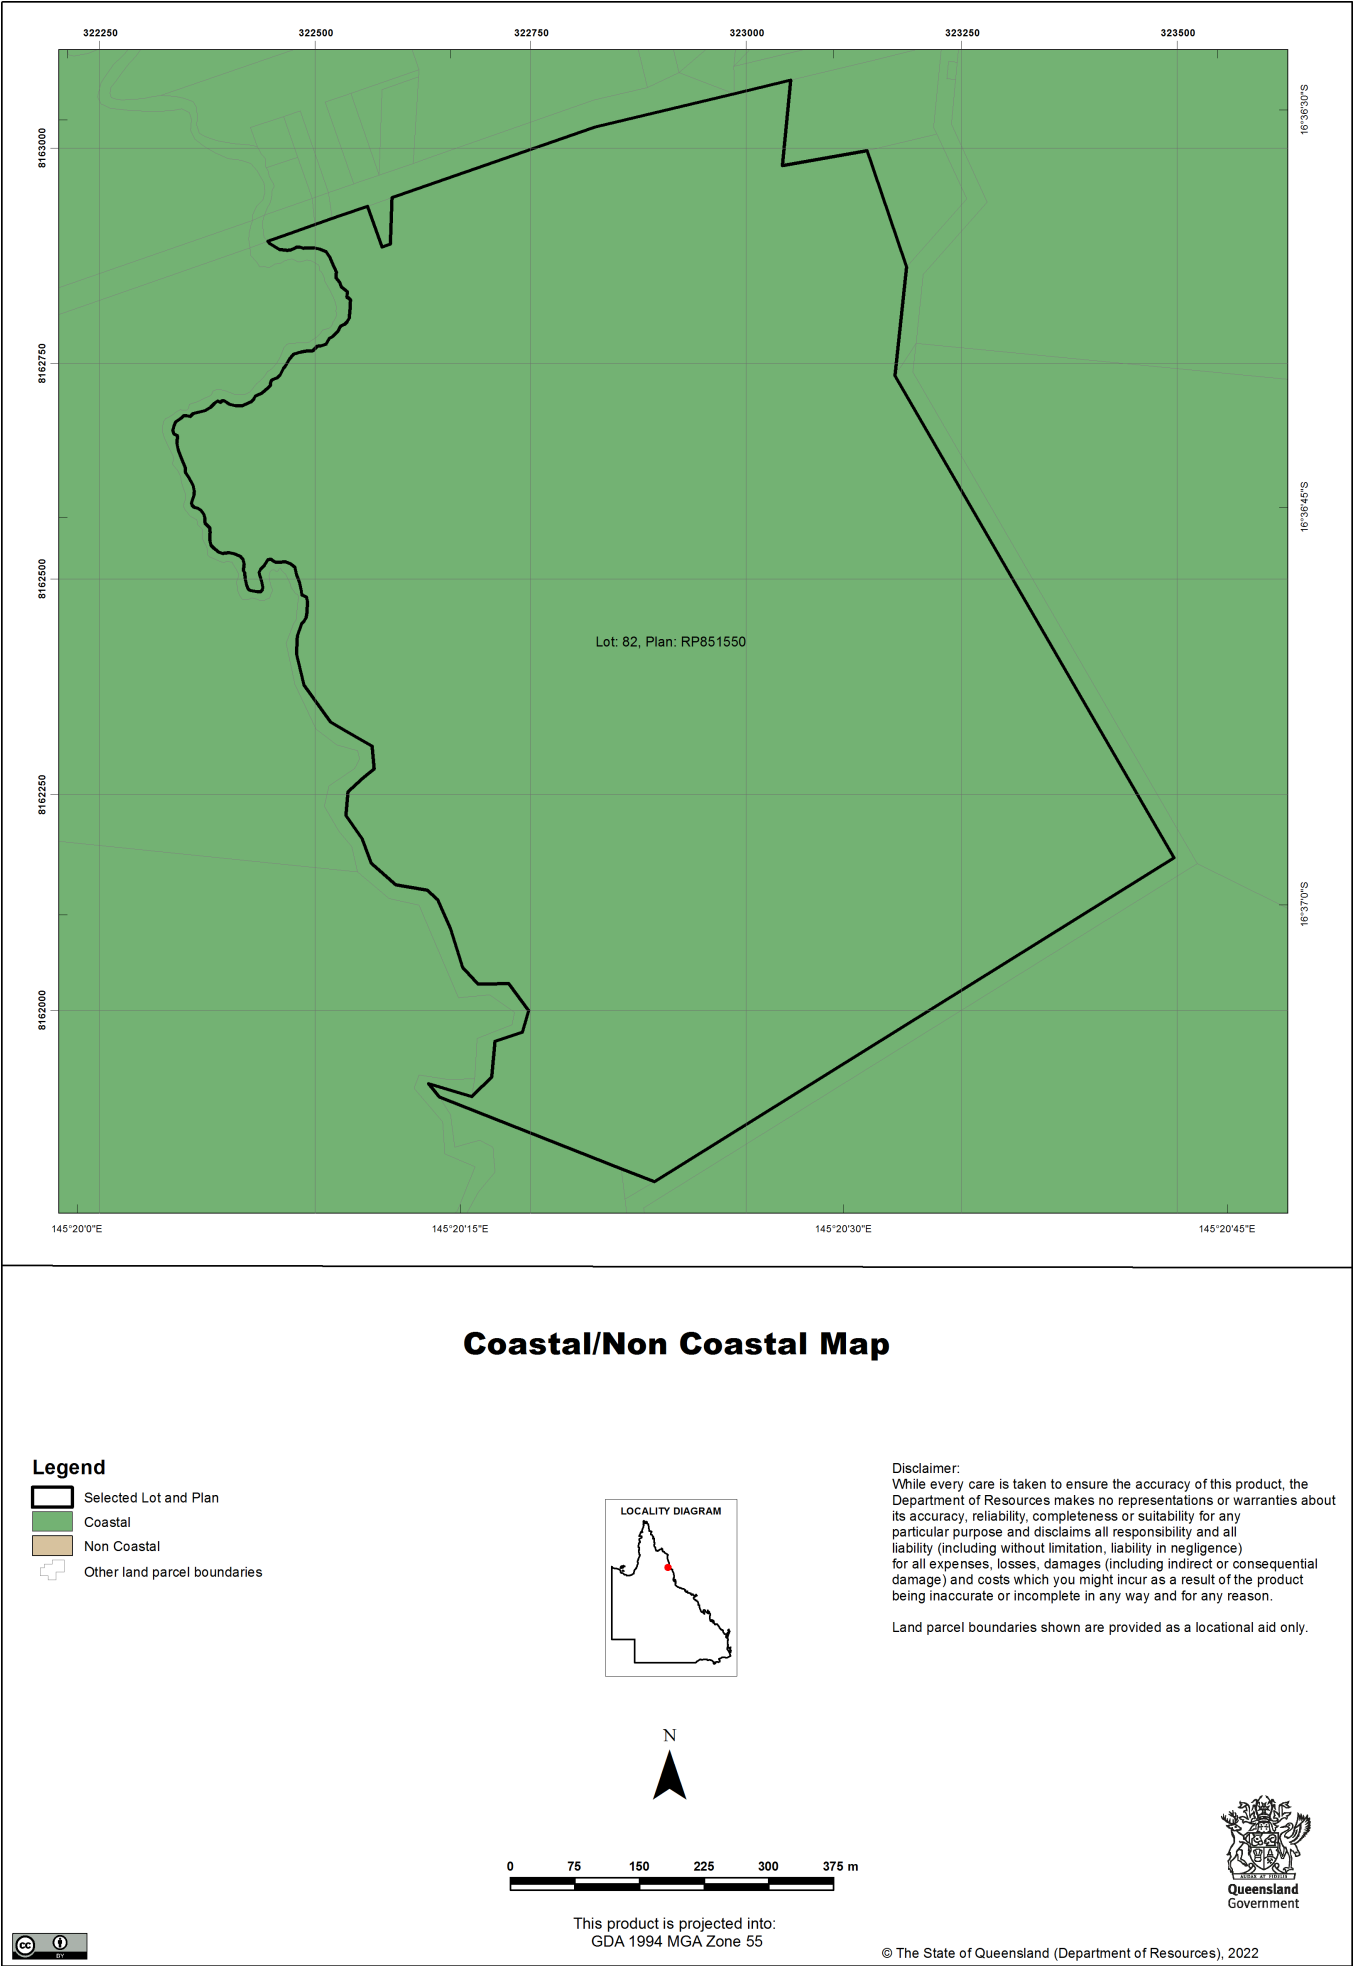 322250 322500 322750 323000 323250 323500
16°36'30"S
8163000
8162750
16°36'45"S
8162500
Lot: 82, Plan: RP851550
8162250
16°37'0"S
8162000
145°20'0"E 145°20'15"E 145°20'30"E 145°20'45"E
Coastal/Non Coastal Map
Legend
Selected Lot and Plan
Coastal
Non Coastal
Other land parcel boundaries
LOCALITY DIAGRAM
Disclaimer:
While every care is taken to ensure the accuracy of this product, the
Department of Resources makes no representations or warranties about
its accuracy, reliability, completeness or suitability for any
particular purpose and disclaims all responsibility and all
liability (including without limitation, liability in negligence)
for all expenses, losses, damages (including indirect or consequential
damage) and costs which you might incur as a result of the product
being inaccurate or incomplete in any way and for any reason.
Land parcel boundaries shown are provided as a locational aid only.
N
0 75 150 225 300 375 m
This product is projected into:
GDA 1994 MGA Zone 55
AUDAX AT FIDELIS
Queensland
Government
cc
BY
© The State of Queensland (Department of Resources), 2022